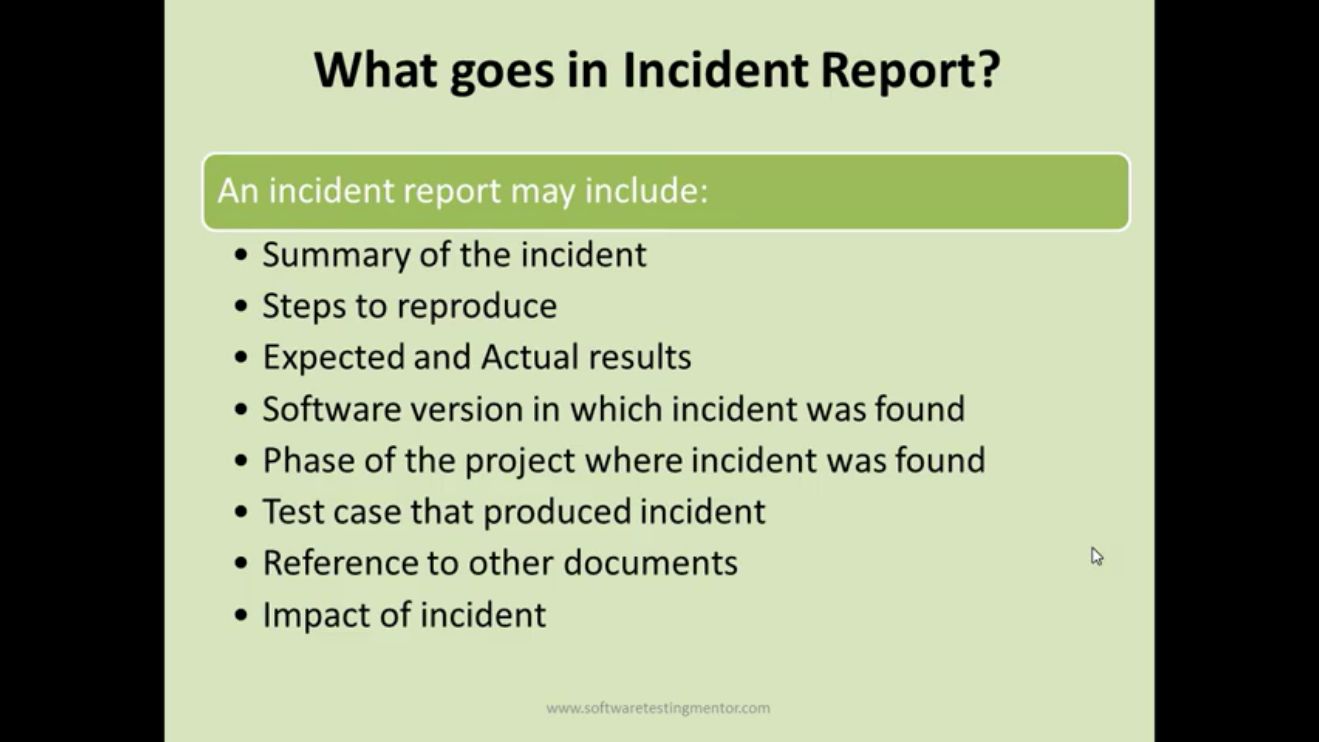 What goes in Incident Report?
An incident report may include:
• Summary of the incident
• Steps to reproduce
• Expected and Actual results
• Software version in which incident was found
• Phase of the project where incident was found
• Test case that produced incident
• Reference to other documents
• Impact of incident
www.softwaretestingmentor.com